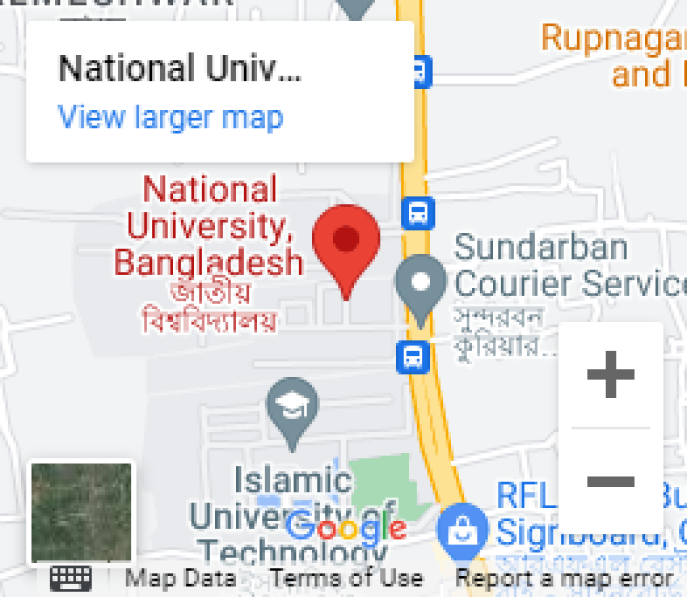 National Univ...
View larger map
Rupnagar
and
National
University,
Bangladesh
জাতীয়
বিশ্ববিদ্যালয়
Sundarban
Courier Service
সুন্দরবন
কুরিয়ার...
+
−
Islamic
University of
Technology
Google
RFL
Signboard,
Map Data
Terms of Use
Report a map error